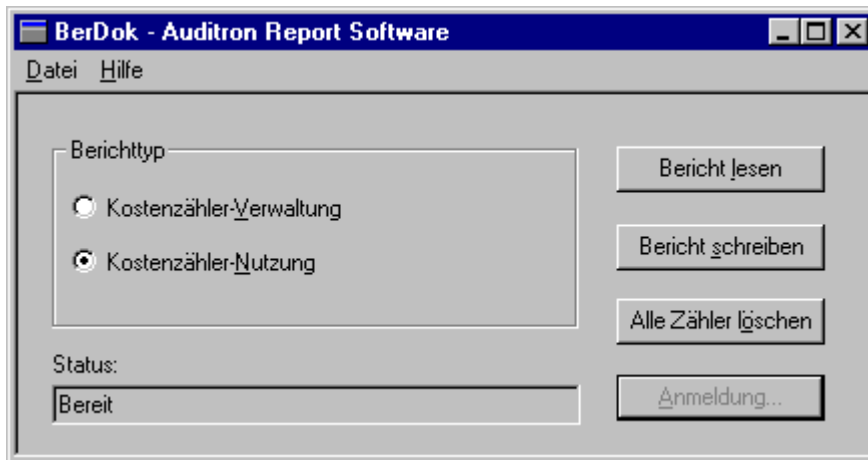 BerDok - Auditron Report Software
Datei Hilfe
Berichttyp
Kostenzähler-Verwaltung
Kostenzähler-Nutzung
Status:
Bereit
Bericht lesen
Bericht schreiben
Alle Zähler löschen
Anmeldung...